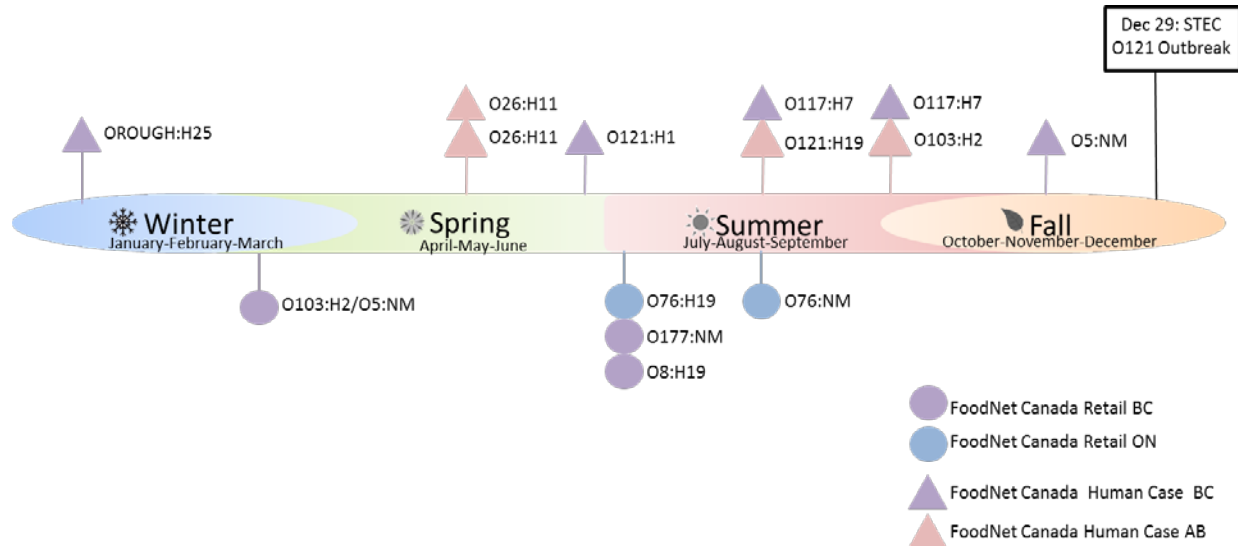 Dec 29: STEC
O121 Outbreak
OROUGH:H25
O26:H11
O26:H11
O121:H1
O117:H7
O121:H19
O117:H7
O103:H2
O5:NM
Winter
January-February-March
Spring
April-May-June
Summer
July-August-September
Fall
October-November-December
O103:H2/O5:NM
O76:H19
O177:NM
O8:H19
O76:NM
FoodNet Canada Retail BC
FoodNet Canada Retail ON
FoodNet Canada Human Case BC
FoodNet Canada Human Case AB